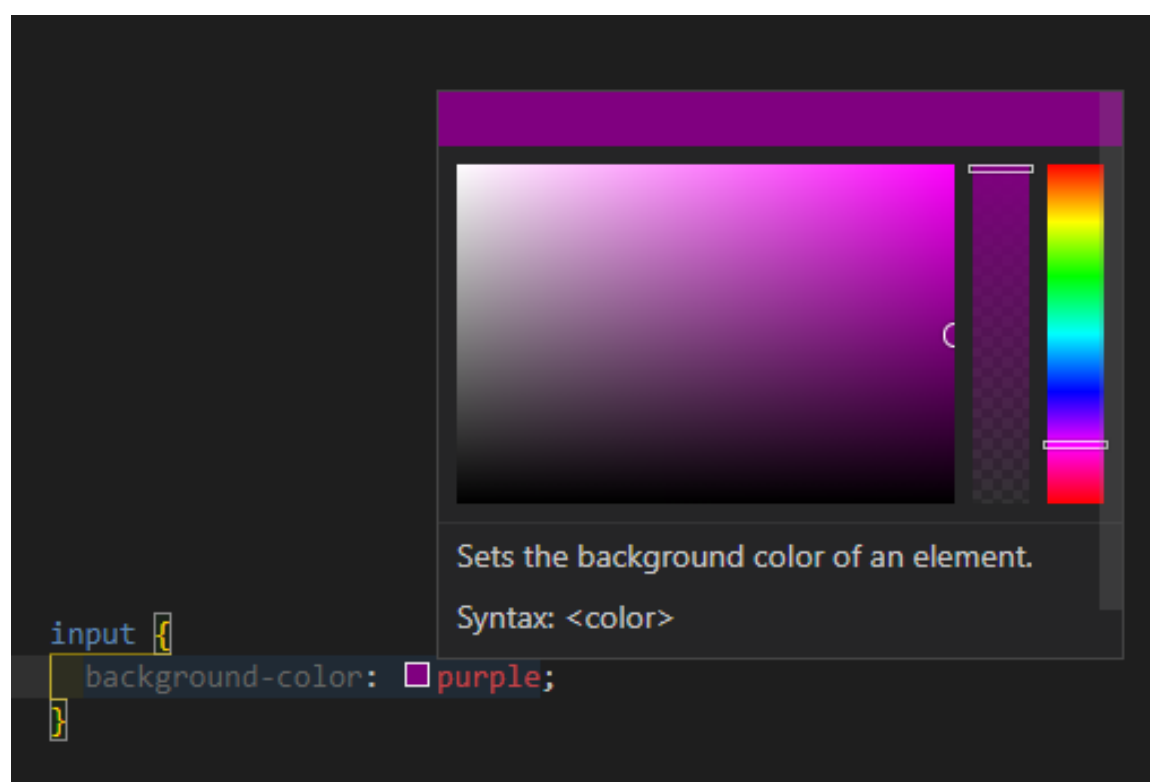 Sets the background color of an element.
Syntax: <color>
input {
background-color: purple;
}